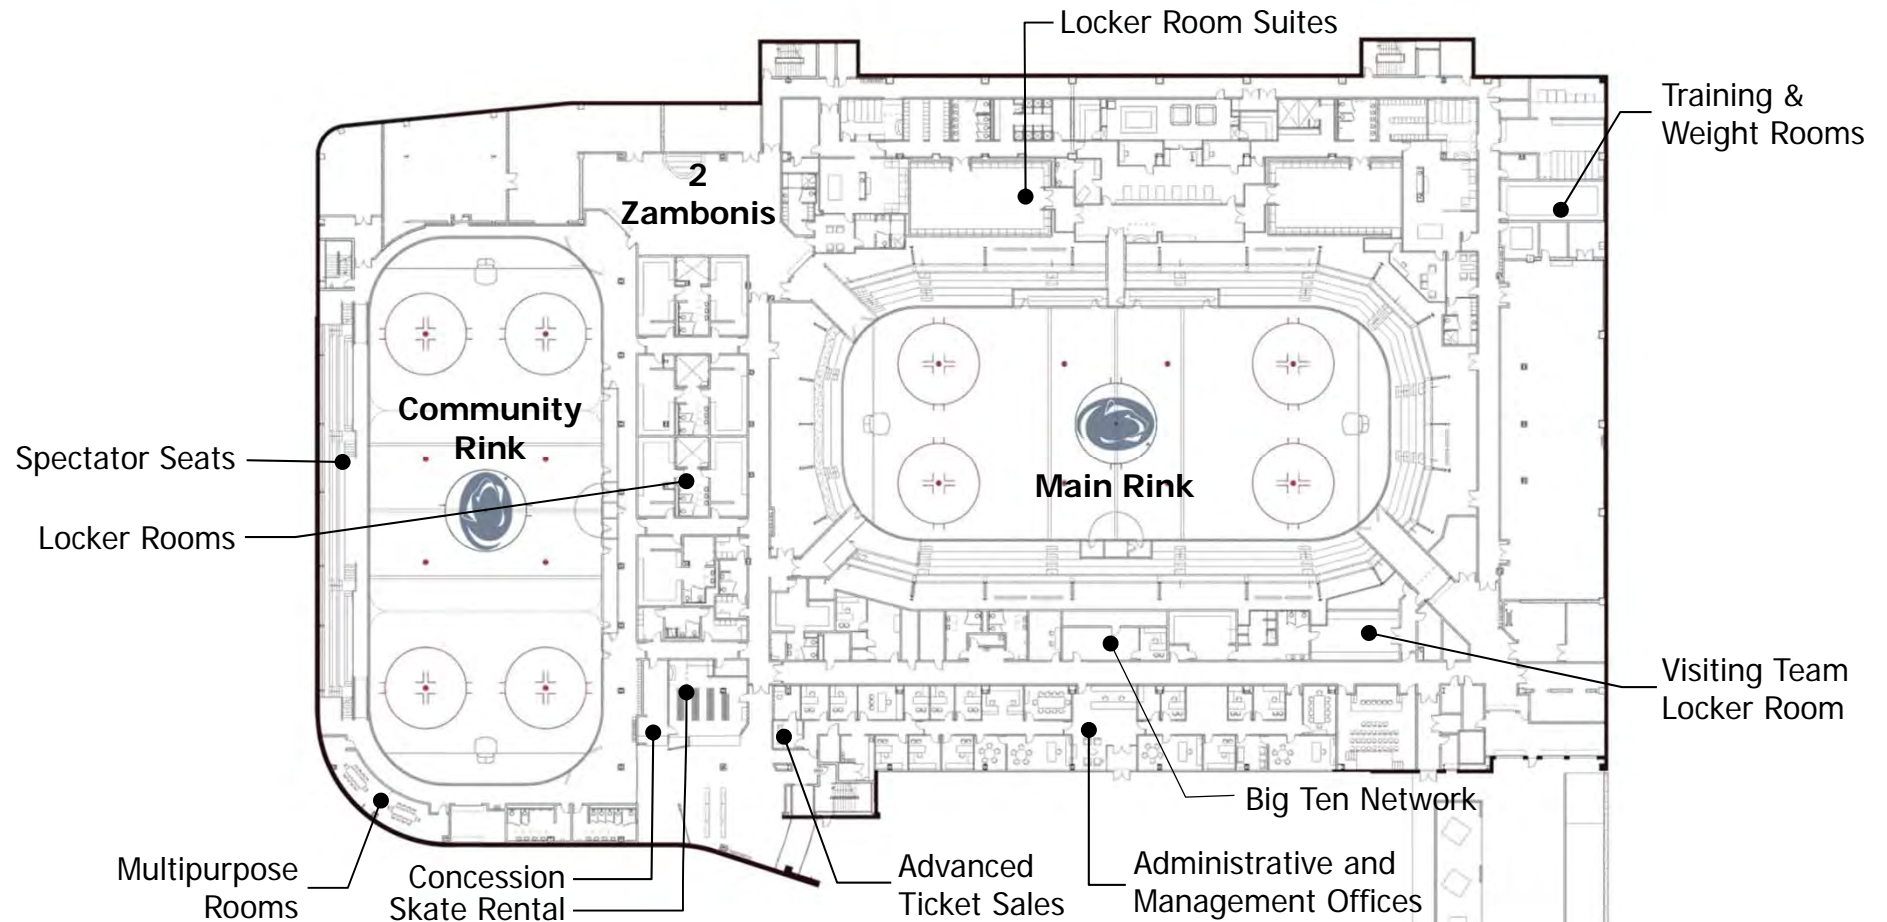 Locker Room Suites
Training &
Weight Rooms
2
Zambonis
Community
Rink
Spectator Seats
Main Rink
Locker Rooms
Visiting Team
Locker Room
Big Ten Network
Multipurpose
Rooms
Concession
Skate Rental
Advanced
Ticket Sales
Administrative and
Management Offices